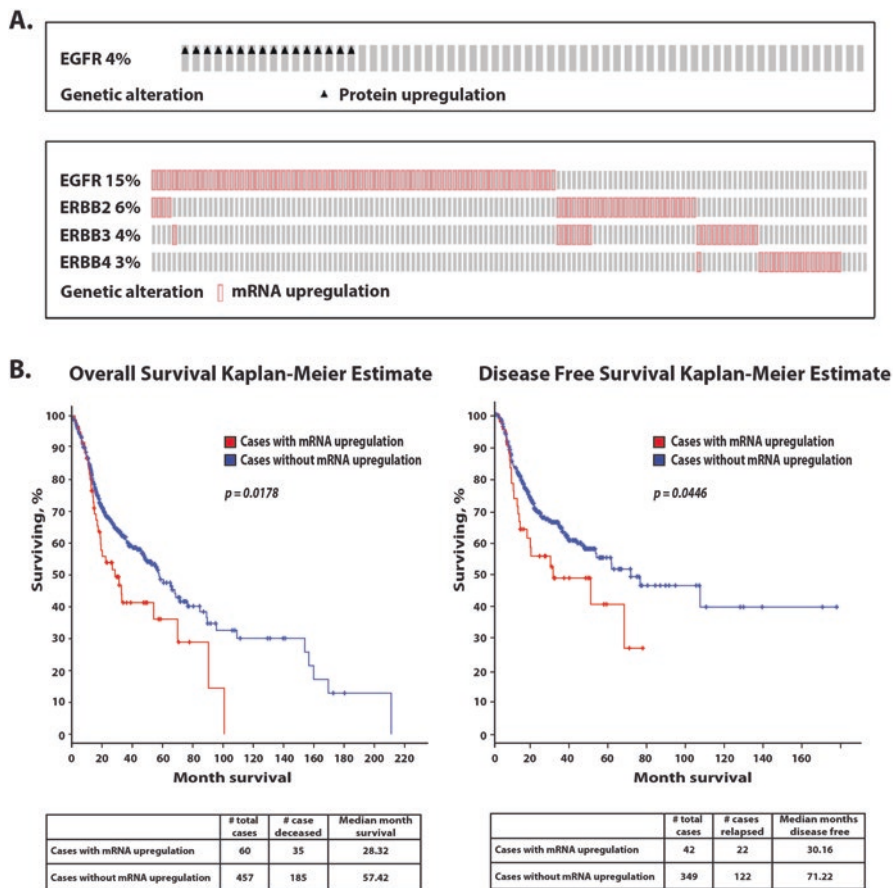 A.
EGFR 4%
Genetic alteration ▲ Protein upregulation
EGFR 15%
ERBB2 6%
ERBB3 4%
ERBB4 3%
Genetic alteration mRNA upregulation
B.
Overall Survival Kaplan-Meier Estimate
Surviving, %
100
90
80
70
60
50
40
30
20
10
0
Cases with mRNA upregulation
Cases without mRNA upregulation
p = 0.0178
0 20 40 60 80 100 120 140 160 180 200 220
Month survival
# total cases
# case deceased
Median month survival
Cases with mRNA upregulation 60 35 28.32
Cases without mRNA upregulation 457 185 57.42
Disease Free Survival Kaplan-Meier Estimate
Surviving, %
100
90
80
70
60
50
40
30
20
10
0
Cases with mRNA upregulation
Cases without mRNA upregulation
p = 0.0446
0 20 40 60 80 100 120 140 160
Month survival
# total cases
# cases relapsed
Median months disease free
Cases with mRNA upregulation 42 22 30.16
Cases without mRNA upregulation 349 122 71.22